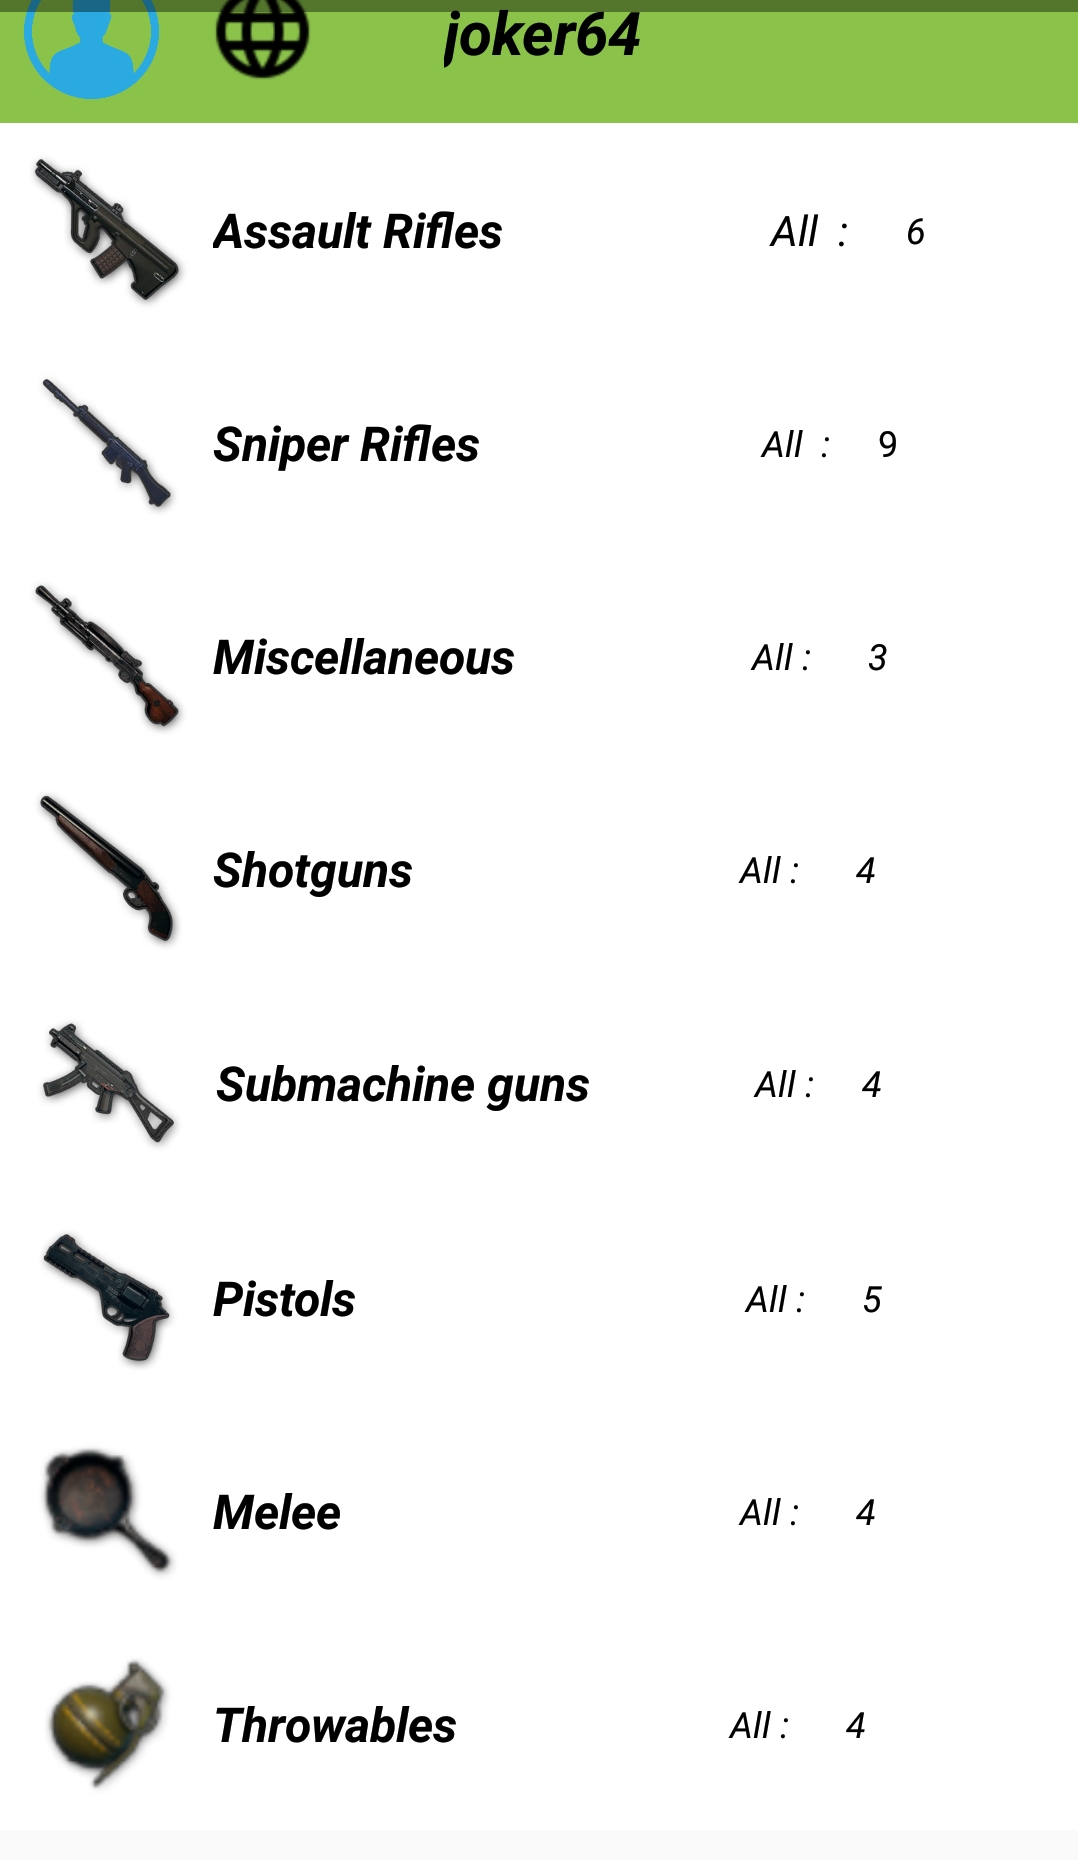 joker64
Assault Rifles All : 6
Sniper Rifles All : 9
Miscellaneous All : 3
Shotguns All : 4
Submachine guns All : 4
Pistols All : 5
Melee All : 4
Throwables All : 4